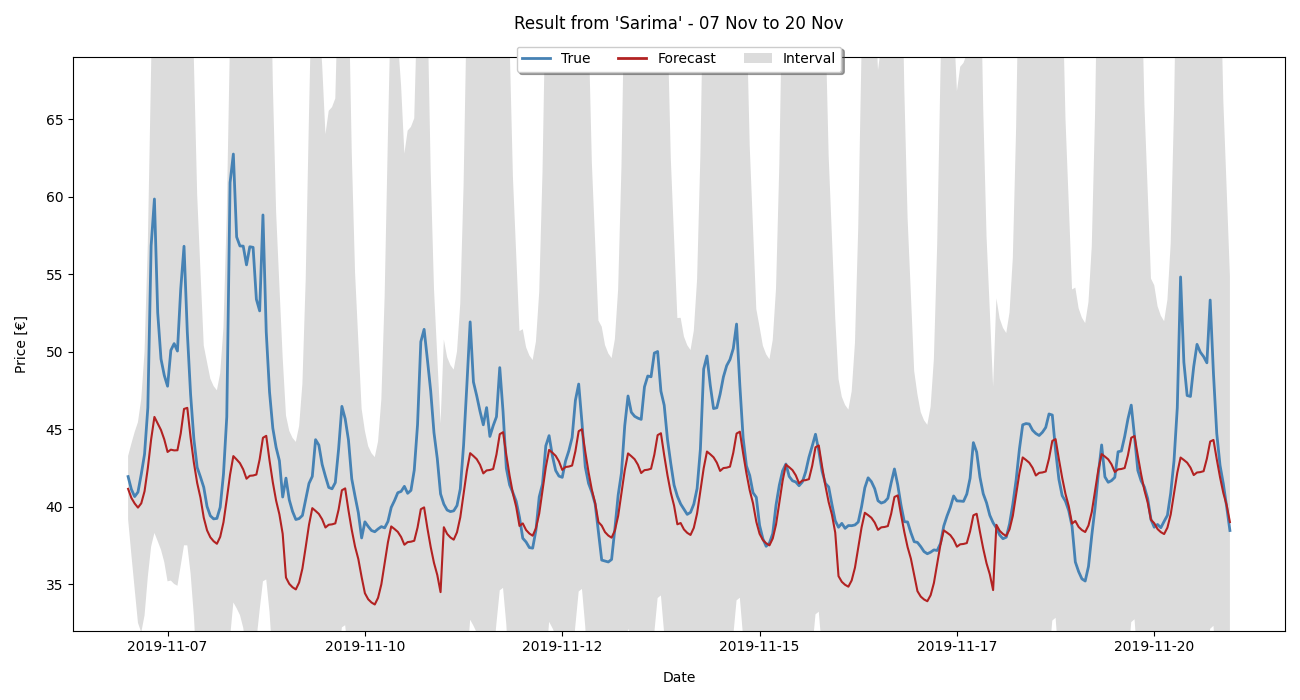 Result from 'Sarima' - 07 Nov to 20 Nov
True Forecast Interval
65
60
55
50
45
40
35
Price [€]
2019-11-07 2019-11-10 2019-11-12 2019-11-15 2019-11-17 2019-11-20
Date